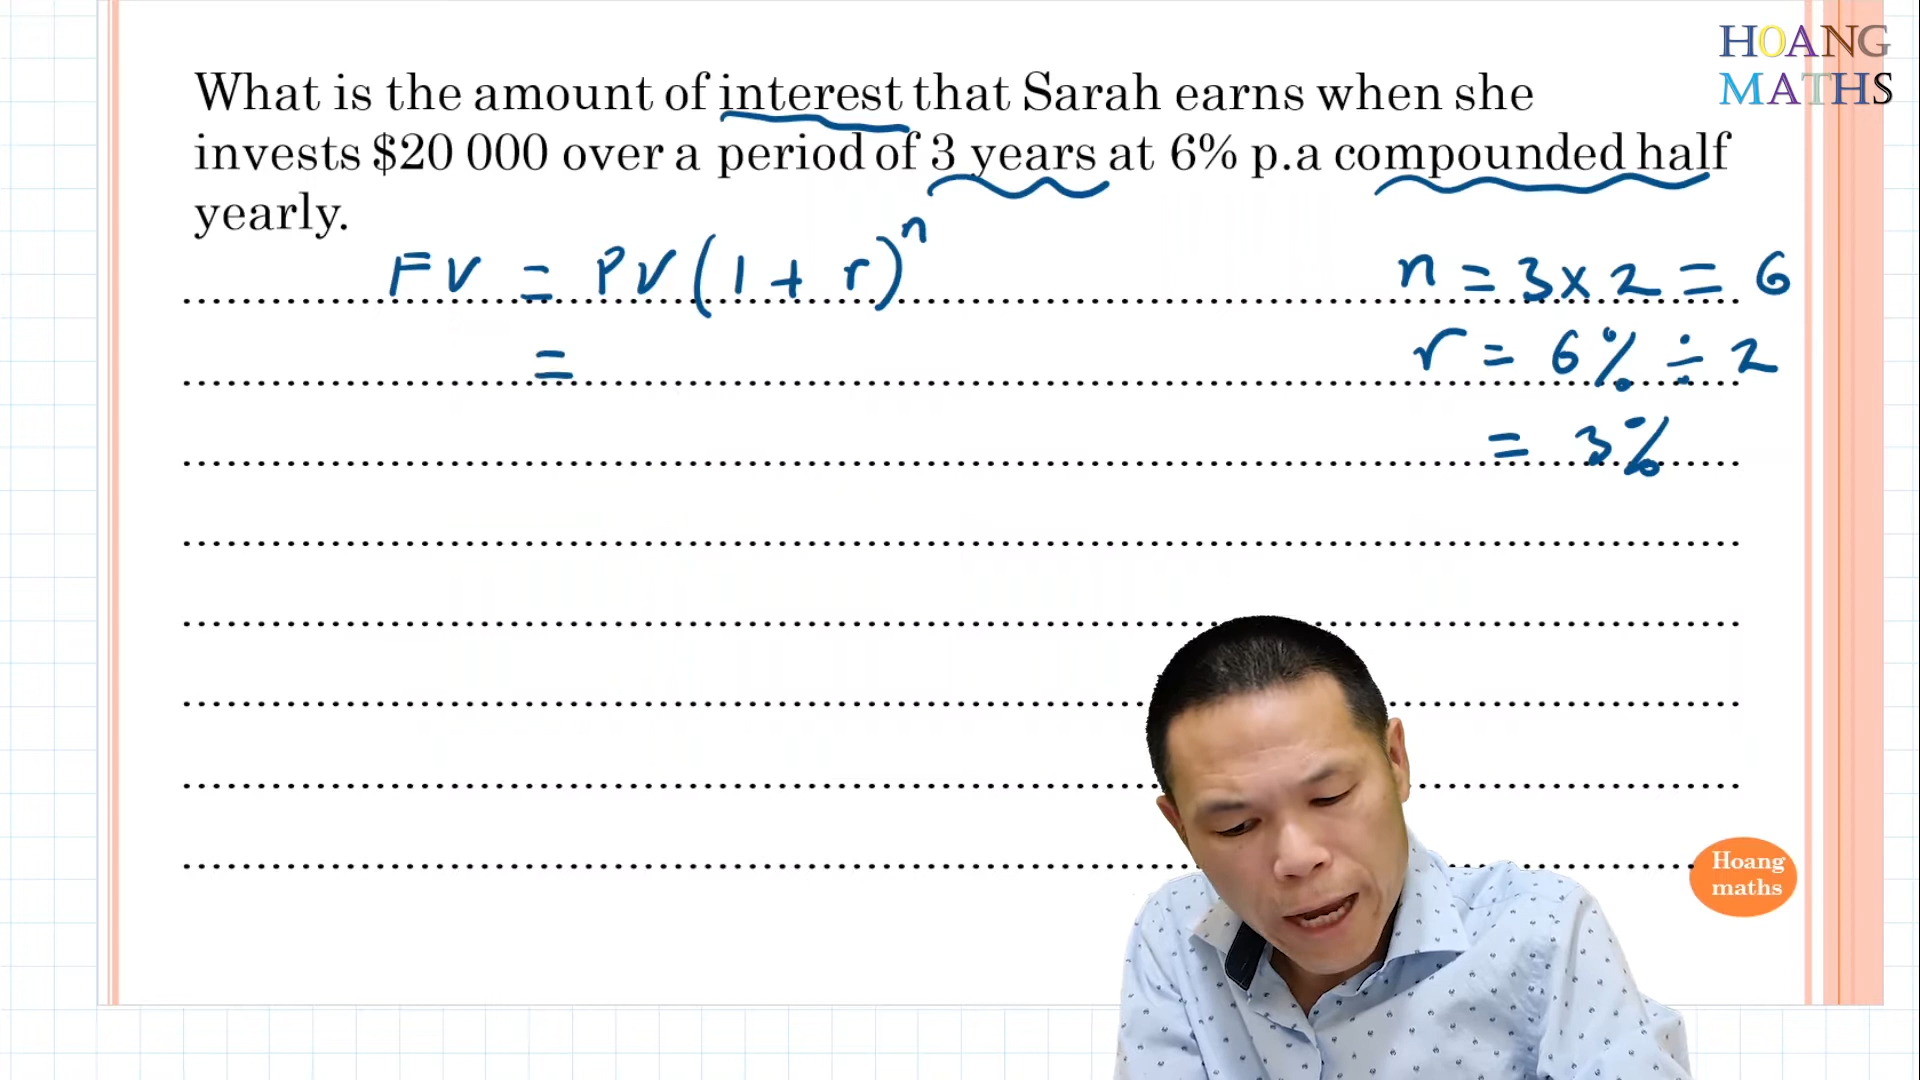 HOANG
MATHS
What is the amount of interest that Sarah earns when she
invests $20 000 over a period of 3 years at 6% p.a compounded half
yearly.
FV = PV(1 + r)^n
=
n = 3 × 2 = 6
r = 6% ÷ 2
= 3%
Hoang
maths